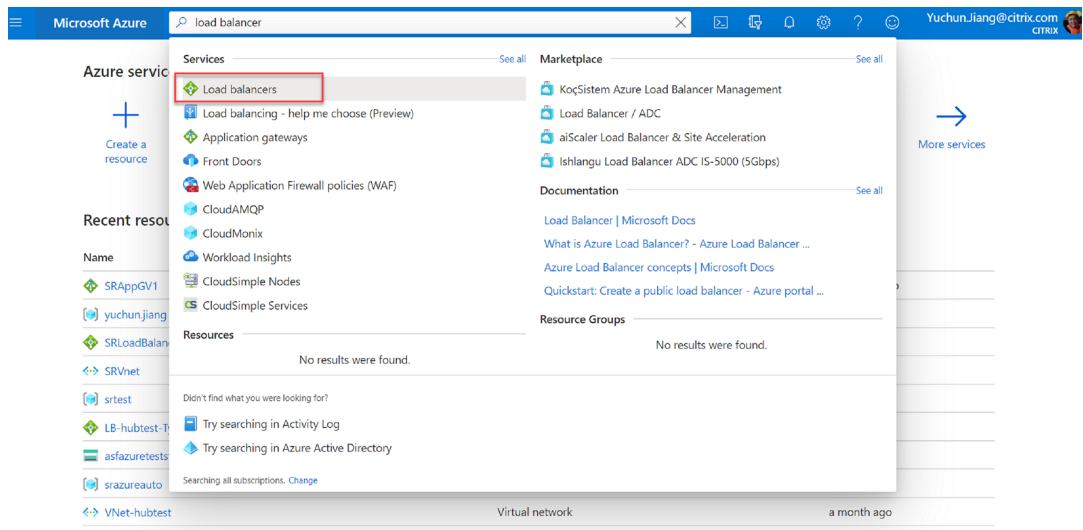 Microsoft Azure
load balancer
Yuchun.Jiang@citrix.com
CITRIX
Azure servic
Create a
resource
More services
Services
See all
Load balancers
Load balancing - help me choose (Preview)
Application gateways
Front Doors
Web Application Firewall policies (WAF)
CloudAMQP
CloudMonix
Workload Insights
CloudSimple Nodes
CloudSimple Services
Resources
No results were found.
Marketplace
See all
KoçSistem Azure Load Balancer Management
Load Balancer / ADC
aiScaler Load Balancer & Site Acceleration
Ishlangu Load Balancer ADC IS-5000 (5Gbps)
Documentation
See all
Load Balancer | Microsoft Docs
What is Azure Load Balancer? - Azure Load Balancer ...
Azure Load Balancer concepts | Microsoft Docs
Quickstart: Create a public load balancer - Azure portal ...
Resource Groups
No results were found.
Didn't find what you were looking for?
Try searching in Activity Log
Try searching in Azure Active Directory
Searching all subscriptions. Change
Recent resou
Name
SRAppGV1
yuchun.jiang
SRLoadBalan
SRVnet
srtest
LB-hubtest-T
asfazuretests
srazureauto
VNet-hubtest Virtual network a month ago